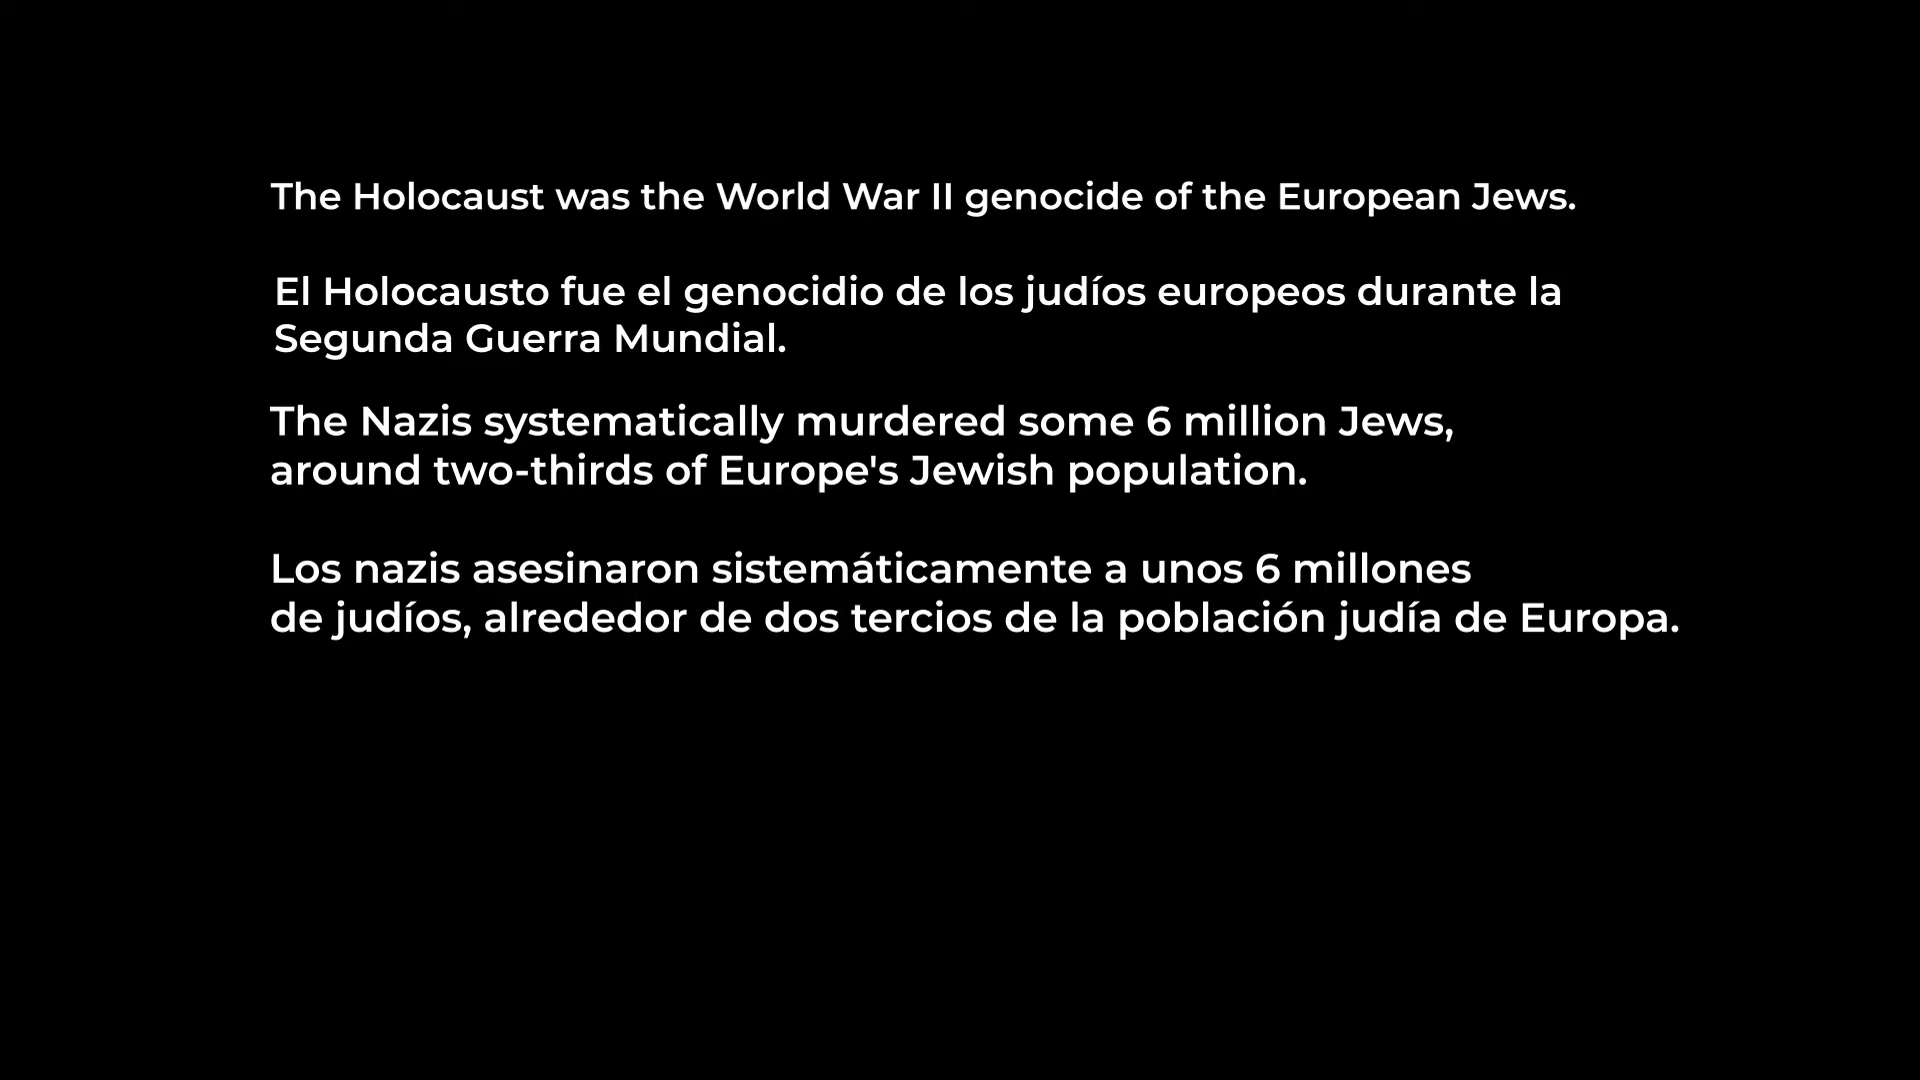 The Holocaust was the World War II genocide of the European Jews.
El Holocausto fue el genocidio de los judíos europeos durante la
Segunda Guerra Mundial.
The Nazis systematically murdered some 6 million Jews,
around two-thirds of Europe's Jewish population.
Los nazis asesinaron sistemáticamente a unos 6 millones
de judíos, alrededor de dos tercios de la población judía de Europa.